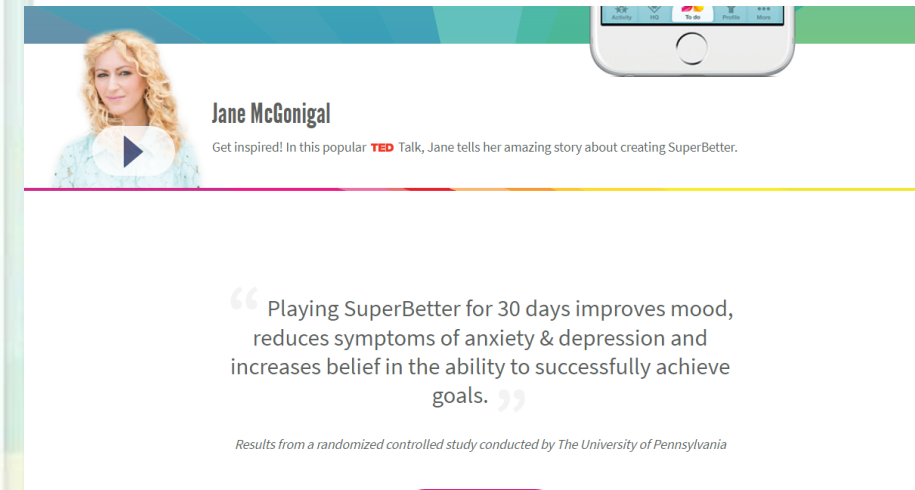 Activity HQ To do Profile More
Jane McGonigal
Get inspired! In this popular TED Talk, Jane tells her amazing story about creating SuperBetter.
“ Playing SuperBetter for 30 days improves mood,
reduces symptoms of anxiety & depression and
increases belief in the ability to successfully achieve
goals. ”
Results from a randomized controlled study conducted by The University of Pennsylvania